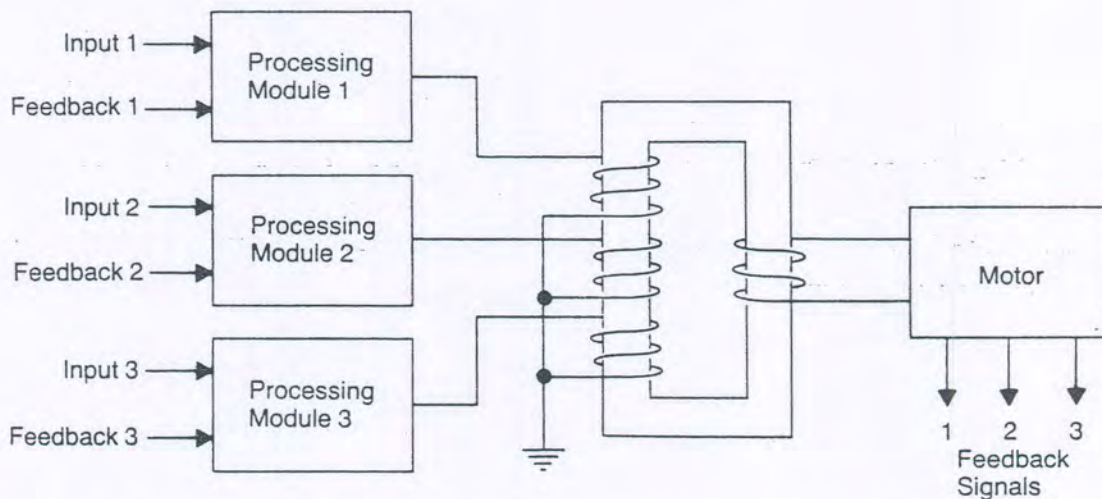 Input 1
Feedback 1
Processing
Module 1
Input 2
Feedback 2
Processing
Module 2
Input 3
Feedback 3
Processing
Module 3
Motor
1 2 3
Feedback
Signals